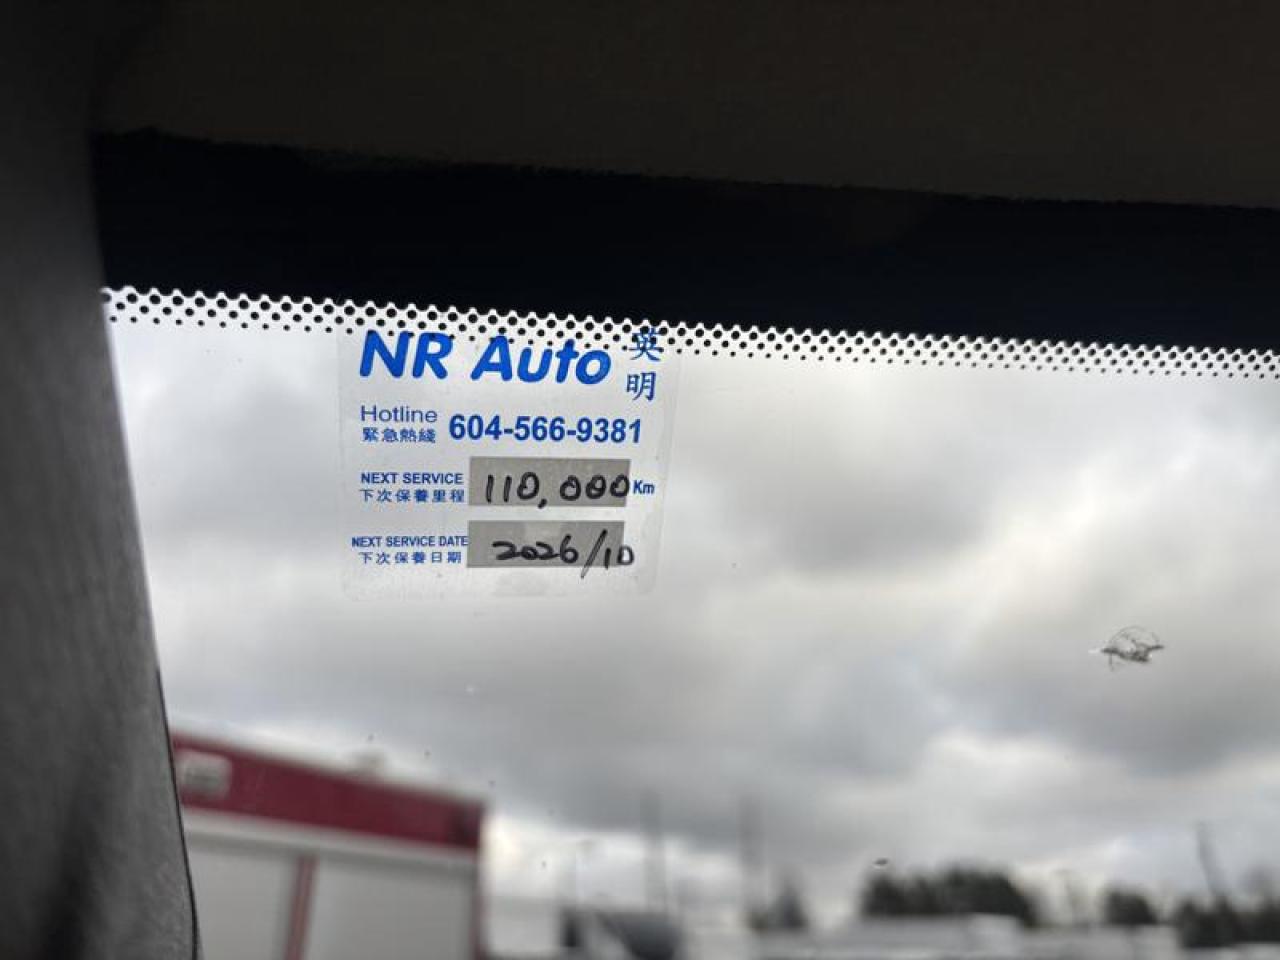 NR Auto 英明
Hotline
緊急熱綫 604-566-9381
NEXT SERVICE
下次保養里程 110,000 Km
NEXT SERVICE DATE
下次保養日期 2026/10